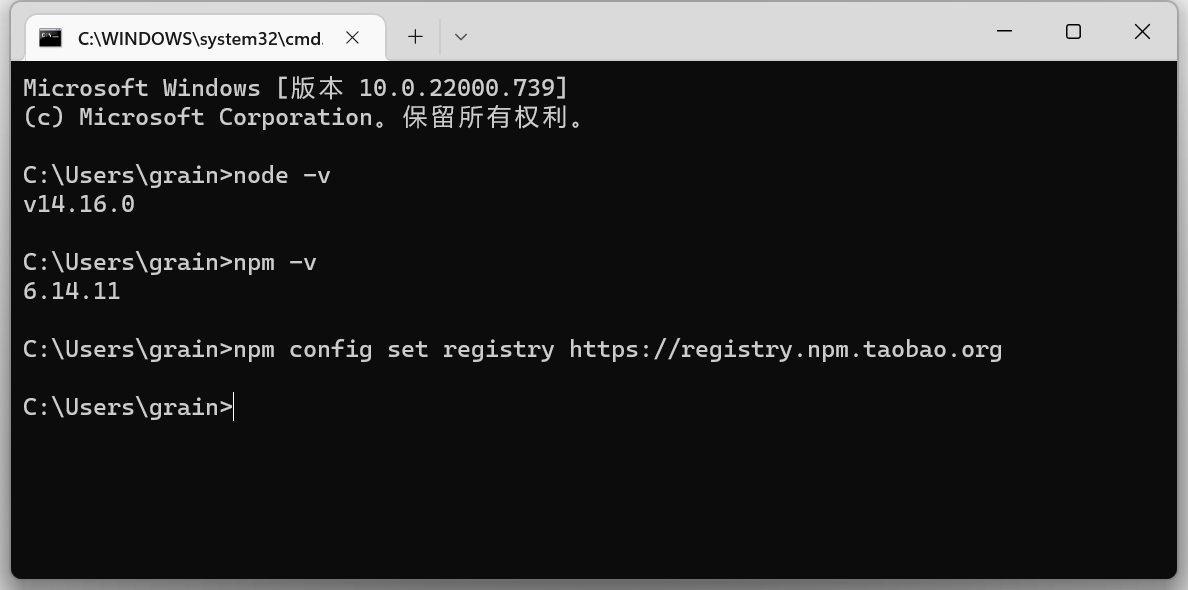 C:\WINDOWS\system32\cmd.
Microsoft Windows [版本 10.0.22000.739]
(c) Microsoft Corporation。保留所有权利。
C:\Users\grain>node -v
v14.16.0
C:\Users\grain>npm -v
6.14.11
C:\Users\grain>npm config set registry https://registry.npm.taobao.org
C:\Users\grain>